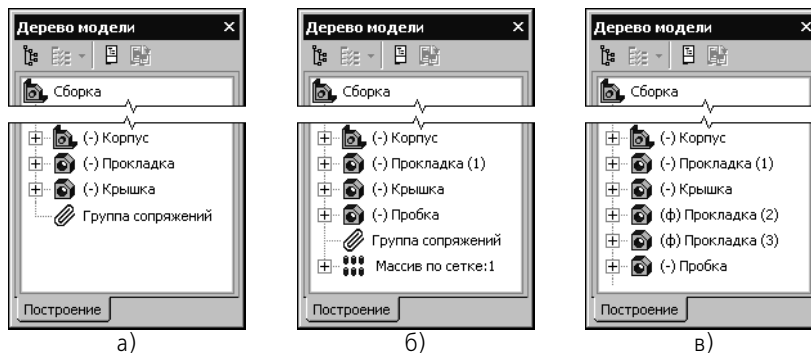 Дерево модели
Сборка
(-) Корпус
(-) Прокладка
(-) Крышка
Группа сопряжений
Построение
а)
Дерево модели
Сборка
(-) Корпус
(-) Прокладка (1)
(-) Крышка
(-) Пробка
Группа сопряжений
Массив по сетке:1
Построение
б)
Дерево модели
Сборка
(-) Корпус
(-) Прокладка (1)
(-) Крышка
(ф) Прокладка (2)
(ф) Прокладка (3)
(-) Пробка
Построение
в)